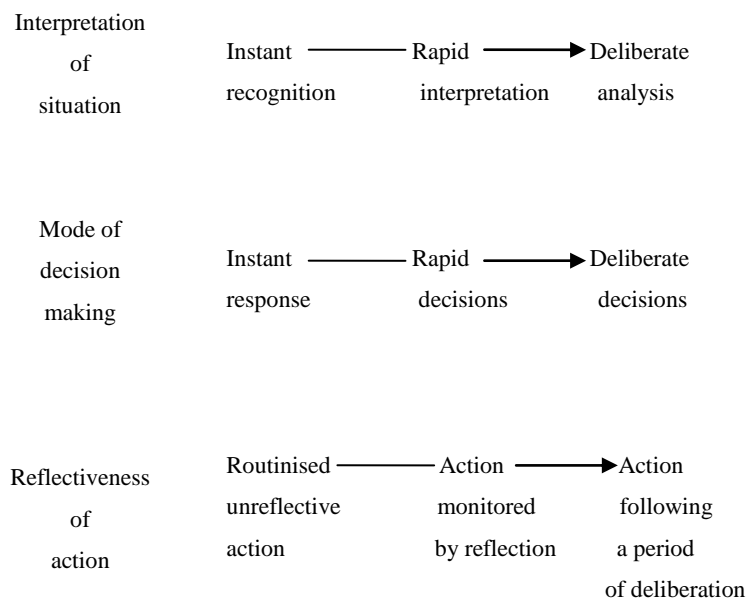 Interpretation
of
situation
Instant Rapid Deliberate
recognition interpretation analysis
Mode of
decision
making
Instant Rapid Deliberate
response decisions decisions
Reflectiveness
of
action
Routinised Action Action
unreflective monitored following
action by reflection a period
of deliberation